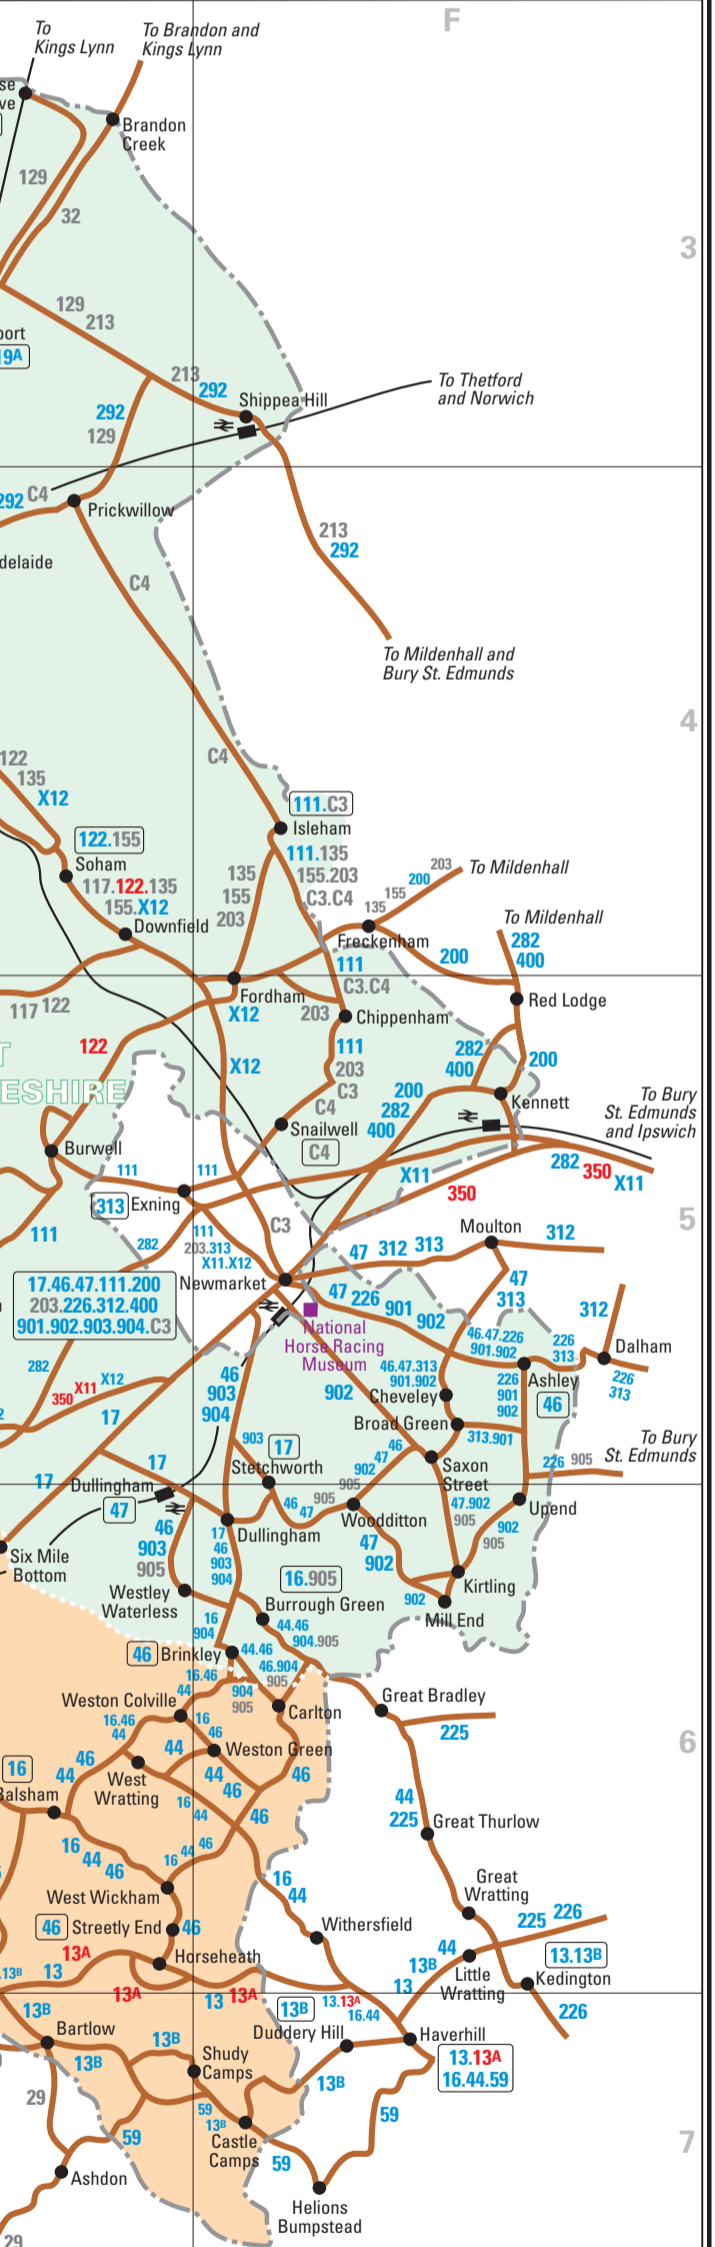 F
To
Kings Lynn
To Brandon and
Kings Lynn
se
ve
Brandon
Creek
129
32
3
129
213
port
19A
213
292
To Thetford
and Norwich
Shippea Hill
292
129
292 C4
Prickwillow
213
292
delaide
C4
To Mildenhall and
Bury St. Edmunds
4
122
135
X12
C4
111.C3
Isleham
122.155
Soham
117.122.135
155.X12
Downfield
111.135
155.203
C3.C4
135
155
203
203
To Mildenhall
200
155
135
Freckenham
To Mildenhall
282
400
200
111
C3.C4
Fordham
Red Lodge
117 122
X12
203
Chippenham
122
T
ESHIRE
X12
111
203
C3
C4
282
400
200
200
282
400
Kennett
To Bury
St. Edmunds
and Ipswich
Snailwell
C4
Burwell
111
111
X11
282
350
X11
350
313
Exning
5
111
C3
Moulton
312
111
203.313
X11.X12
282
47 312 313
17.46.47.111.200
203.226.312.400
901.902.903.904.C3
Newmarket
47
313
47 226
901
902
312
National
Horse Racing
Museum
46.47.226
901.902
226
313
Dalham
282
X11
350
X12
46
903
904
46.47.313
901.902
226
901
902
Ashley
46
226
313
902
Cheveley
17
Broad Green
313.901
To Bury
St. Edmunds
903
17
Stetchworth
46
47
902
17
17
Saxon
Street
226 905
Dullingham
47
905
46
47
905
Woodditton
47.902
905
Upend
46
903
905
17
46
903
904
Dullingham
902
905
47
902
Six Mile
Bottom
16.905
Kirtling
Westley
Waterless
Burrough Green
902
Mill End
16
904
44.46
904.905
46
Brinkley
44.46
46.904
905
16.46
44
904
905
Weston Colville
Carlton
Great Bradley
225
16.46
44
16
46
44
Weston Green
46
44
16
Balsham
West
Wratting
44
46
46
16
44
46
44
225
Great Thurlow
16
44
46
16
44
46
Great
Wratting
West Wickham
16
44
46
Streetly End
46
Withersfield
225
226
13A
Horseheath
44
13B
13
Little
Wratting
13.13B
Kedington
13B
13
13A
13
13A
13B
13.13A
16.44
226
13B
Bartlow
13B
13B
Duddery Hill
Haverhill
13.13A
16.44.59
Shudy
Camps
13B
29
59
13B
59
59
Castle
Camps
59
7
Ashdon
Helions
Bumpstead
29
6